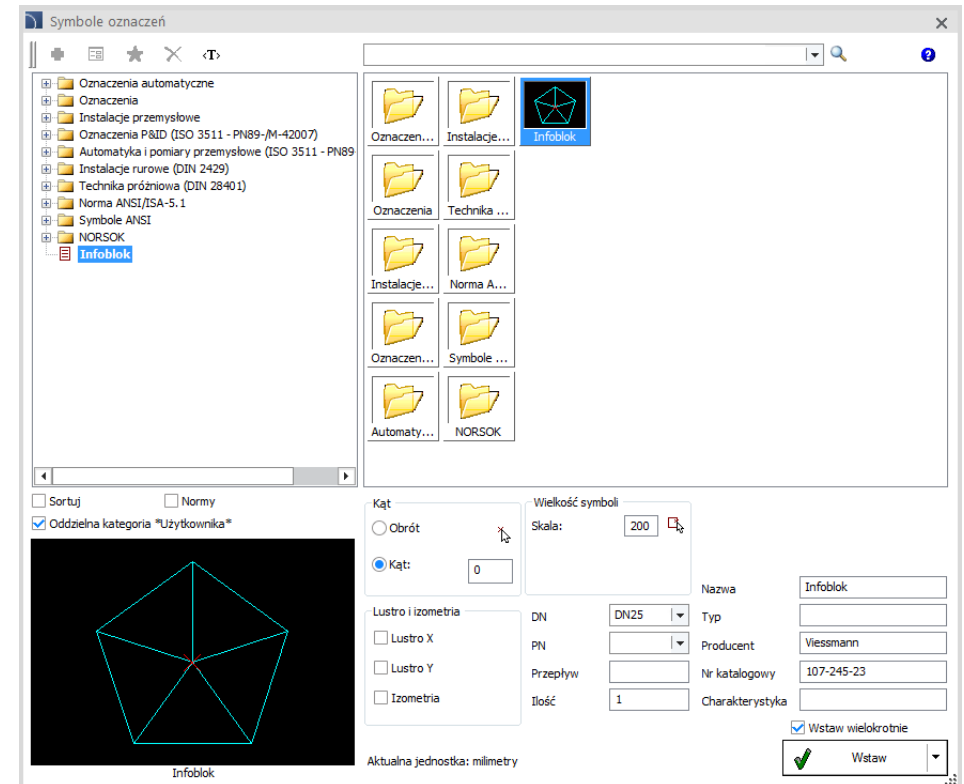 Symbole oznaczeń
‹T›
Oznaczenia automatyczne
Oznaczenia
Instalacje przemysłowe
Oznaczenia P&ID (ISO 3511 - PN89-/M-42007)
Automatyka i pomiary przemysłowe (ISO 3511 - PN89-
Instalacje rurowe (DIN 2429)
Technika próżniowa (DIN 28401)
Norma ANSI/ISA-5.1
Symbole ANSI
NORSOK
Infoblok
Oznaczen... Instalacje... Infoblok
Oznaczenia Technika ...
Instalacje... Norma A...
Oznaczen... Symbole ...
Automaty... NORSOK
Sortuj Normy
Oddzielna kategoria *Użytkownika*
Infoblok
Kąt
Obrót
Kąt: 0
Wielkość symboli
Skala: 200
Lustro i izometria
Lustro X
Lustro Y
Izometria
DN DN25
PN
Przepływ
Ilość 1
Nazwa Infoblok
Typ
Producent Viessmann
Nr katalogowy 107-245-23
Charakterystyka
Wstaw wielokrotnie
Aktualna jednostka: milimetry
Wstaw